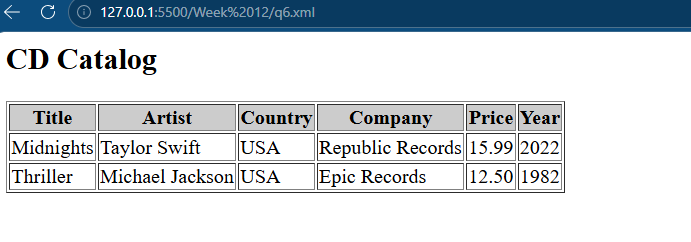 127.0.0.1:5500/Week%2012/q6.xml
CD Catalog
Title Artist Country Company Price Year
Midnights Taylor Swift USA Republic Records 15.99 2022
Thriller Michael Jackson USA Epic Records 12.50 1982